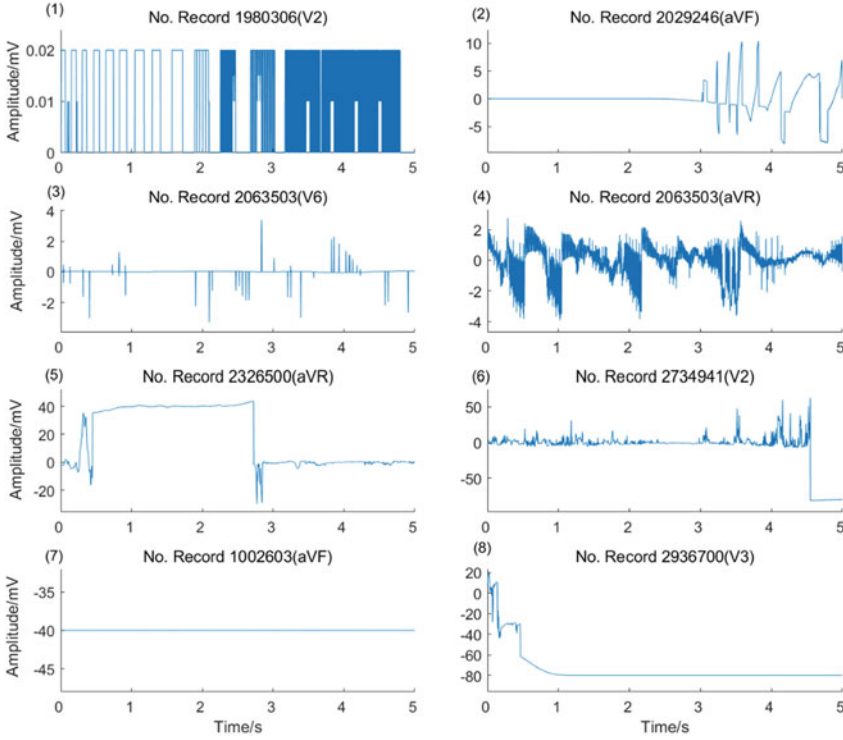 (1) No. Record 1980306(V2)
Amplitude/mV
0.02
0.01
0
0 1 2 3 4 5
(2) No. Record 2029246(aVF)
10
5
0
-5
0 1 2 3 4 5
(3) No. Record 2063503(V6)
Amplitude/mV
4
2
0
-2
0 1 2 3 4 5
(4) No. Record 2063503(aVR)
4
2
0
-2
-4
0 1 2 3 4 5
(5) No. Record 2326500(aVR)
Amplitude/mV
40
20
0
-20
0 1 2 3 4 5
(6) No. Record 2734941(V2)
50
0
-50
0 1 2 3 4 5
(7) No. Record 1002603(aVF)
Amplitude/mV
-35
-40
-45
0 1 2 3 4 5
Time/s
(8) No. Record 2936700(V3)
20
0
-20
-40
-60
-80
0 1 2 3 4 5
Time/s